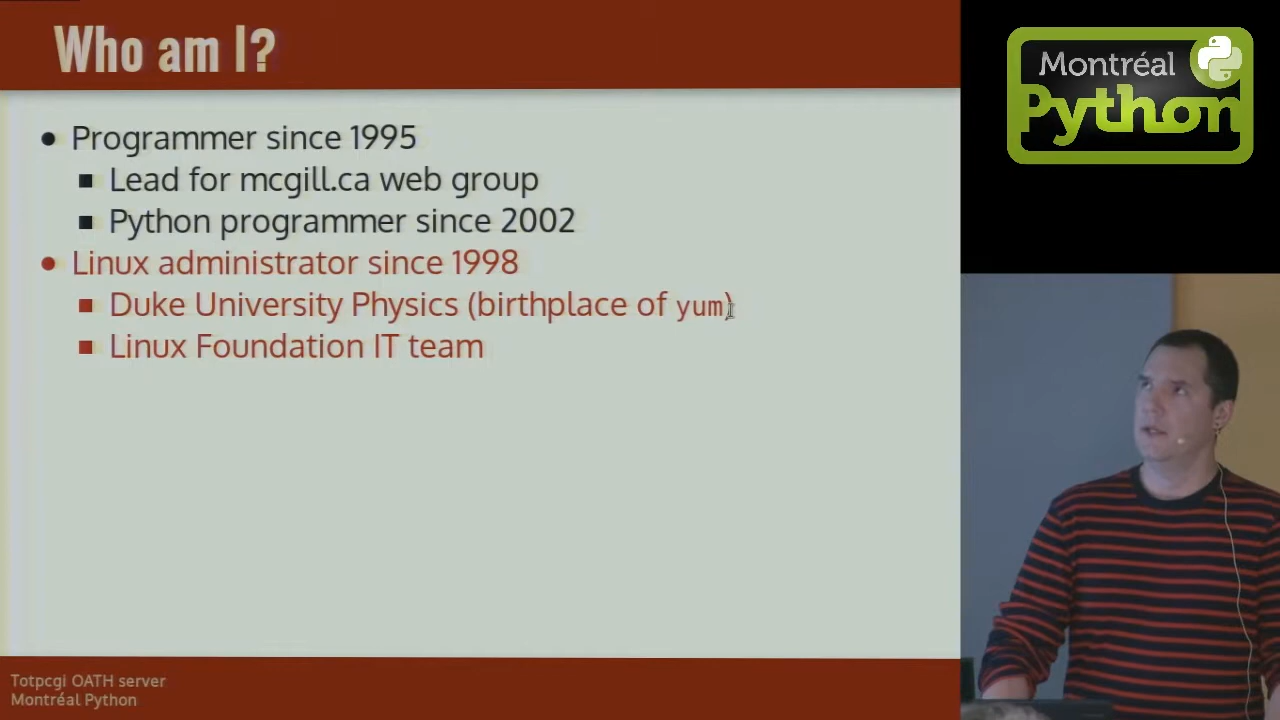 Who am I?
Programmer since 1995
Lead for mcgill.ca web group
Python programmer since 2002
Linux administrator since 1998
Duke University Physics (birthplace of yum)
Linux Foundation IT team
Totpcgi OATH server
Montréal Python
Montréal
Python